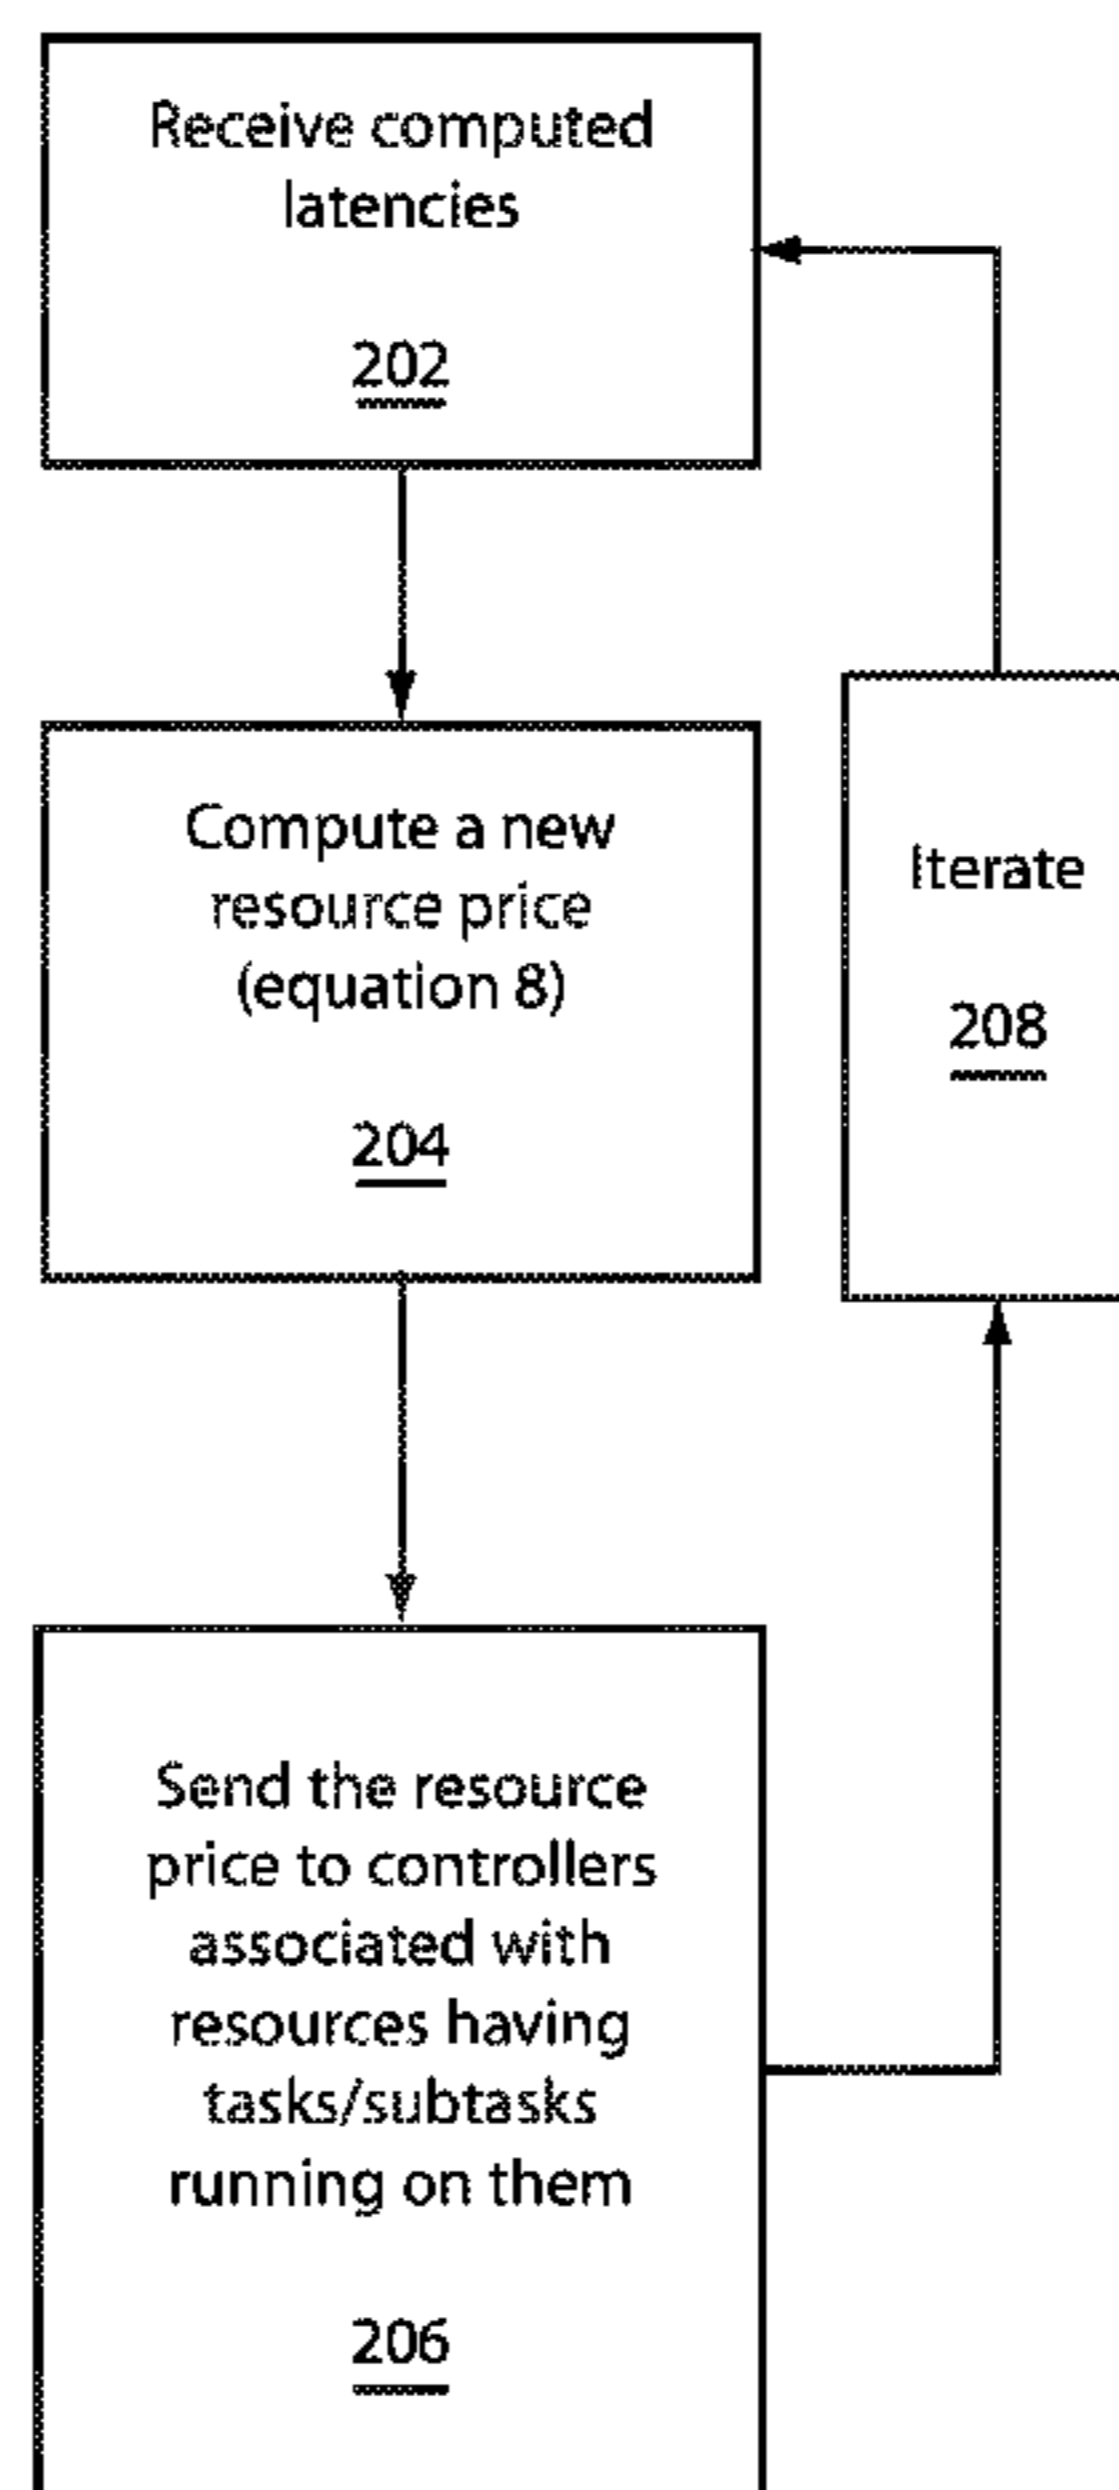 Receive computed
latencies
202
Compute a new
resource price
(equation 8)
204
Iterate
208
Send the resource
price to controllers
associated with
resources having
tasks/subtasks
running on them
206